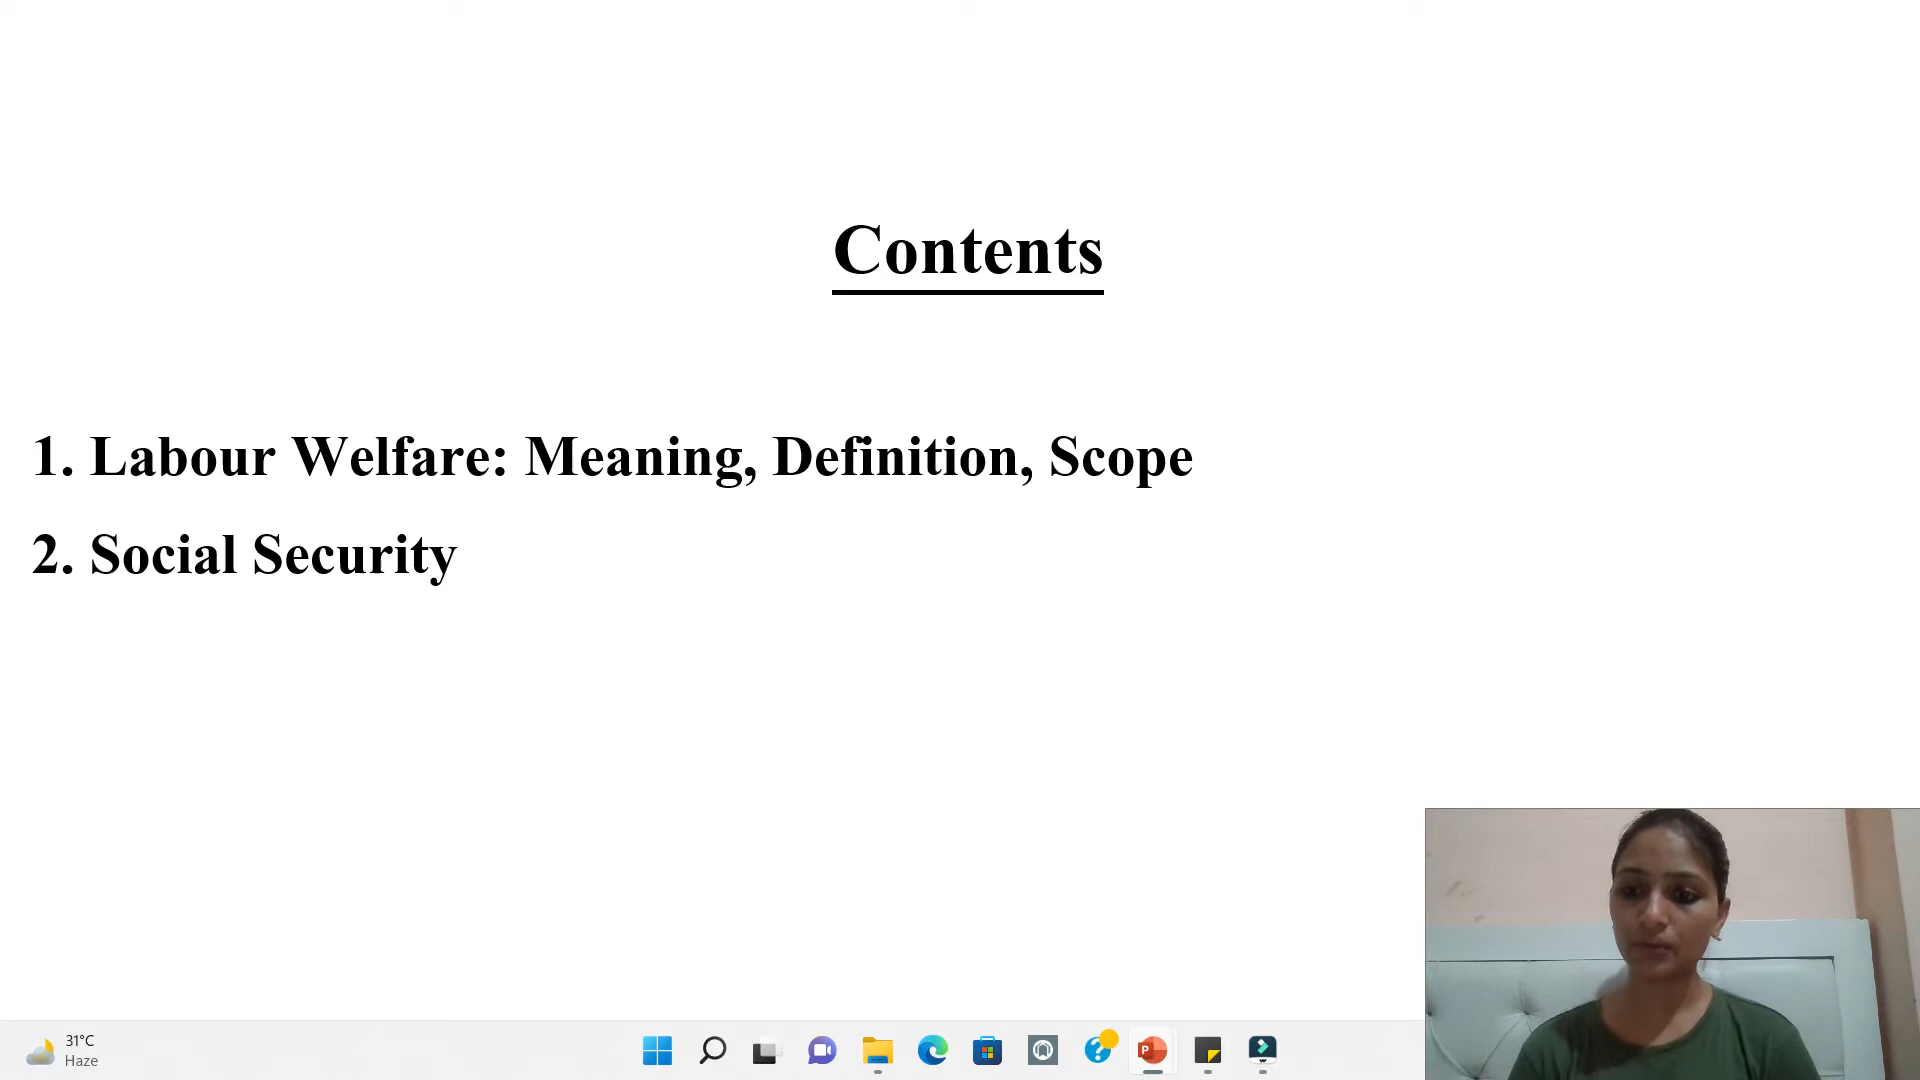 Contents
1. Labour Welfare: Meaning, Definition, Scope
2. Social Security
31°C
Haze